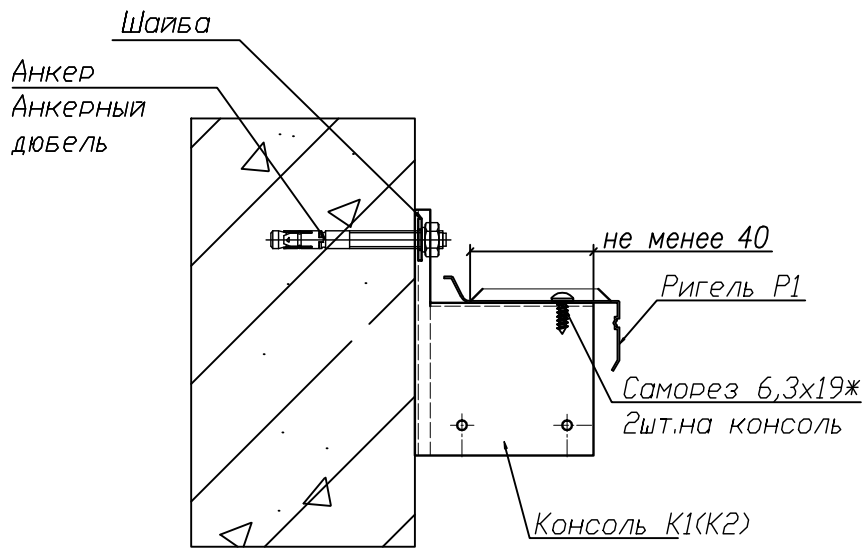 Шайба
Анкер
Анкерный
дюбель
не менее 40
Ригель Р1
Саморез 6,3х19*
2шт.на консоль
Консоль К1(К2)